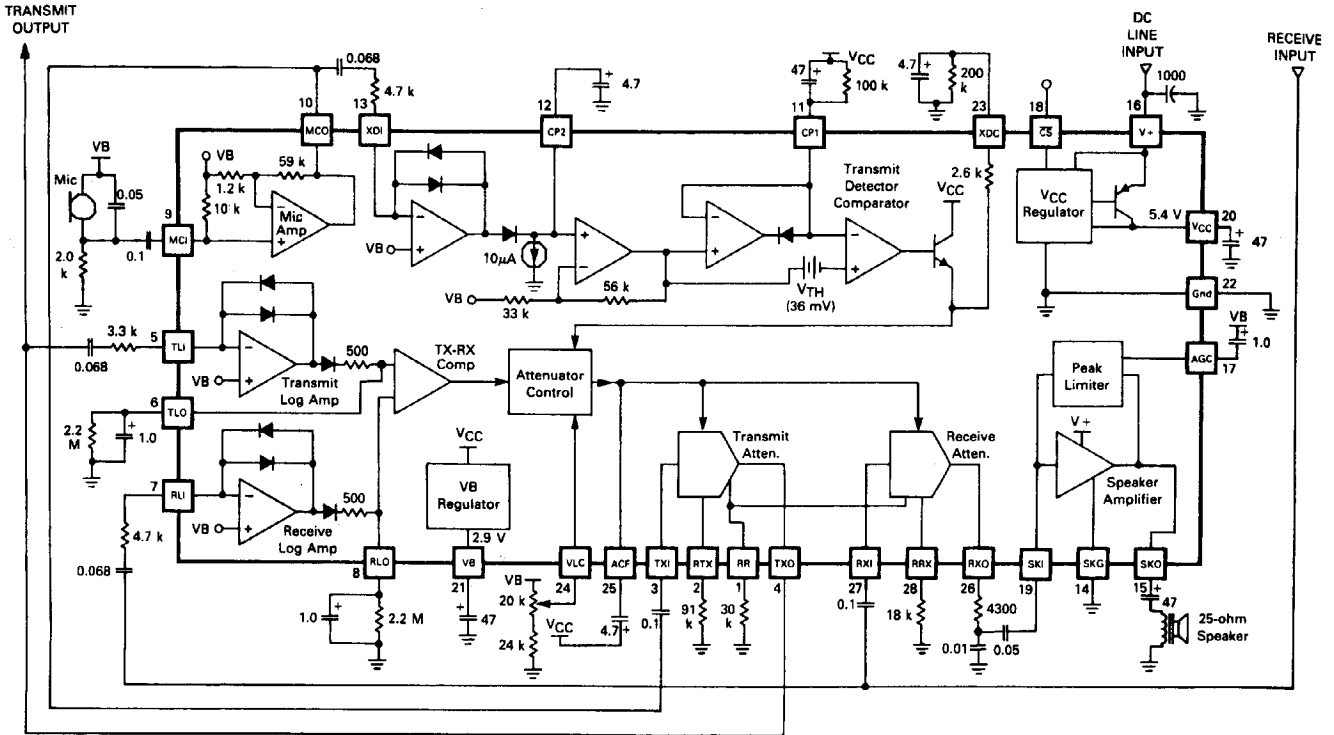 TRANSMIT
OUTPUT
DC
LINE
INPUT
RECEIVE
INPUT
0.068
4.7 k
4.7
+
47
+
VCC
100 k
4.7
+
200
k
1000
10
13
12
11
23
18
16
MCO
XDI
CP2
CP1
XDC
CS
V+
VB
Mic
0.05
9
MCI
0.1
2.0
k
VB
59 k
1.2 k
10 k
Mic
Amp
VB
10μA
VB
33 k
56 k
VTH
(36 mV)
Transmit
Detector
Comparator
2.6 k
VCC
VCC
Regulator
5.4 V
20
VCC
+
47
Gnd
22
VB
+
1.0
AGC
17
3.3 k
0.068
5
TLI
VB
500
Transmit
Log Amp
TX-RX
Comp
Attenuator
Control
Peak
Limiter
6
TLO
2.2
M
+
1.0
7
RLI
VB
500
Receive
Log Amp
VCC
VB
Regulator
2.9 V
Transmit
Atten.
Receive
Atten.
V+
Speaker
Amplifier
4.7 k
0.068
RLO
VB
VLC
ACF
TXI
RTX
RR
TXO
RXI
RRX
RXO
SKI
SKG
SKO
8
21
24
25
3
2
1
4
27
28
26
19
14
15
1.0
+
2.2 M
+
47
VB
20 k
24 k
VCC
4.7
+
0.1
91
k
30
k
0.1
18 k
4300
0.01
0.05
+
47
25-ohm
Speaker